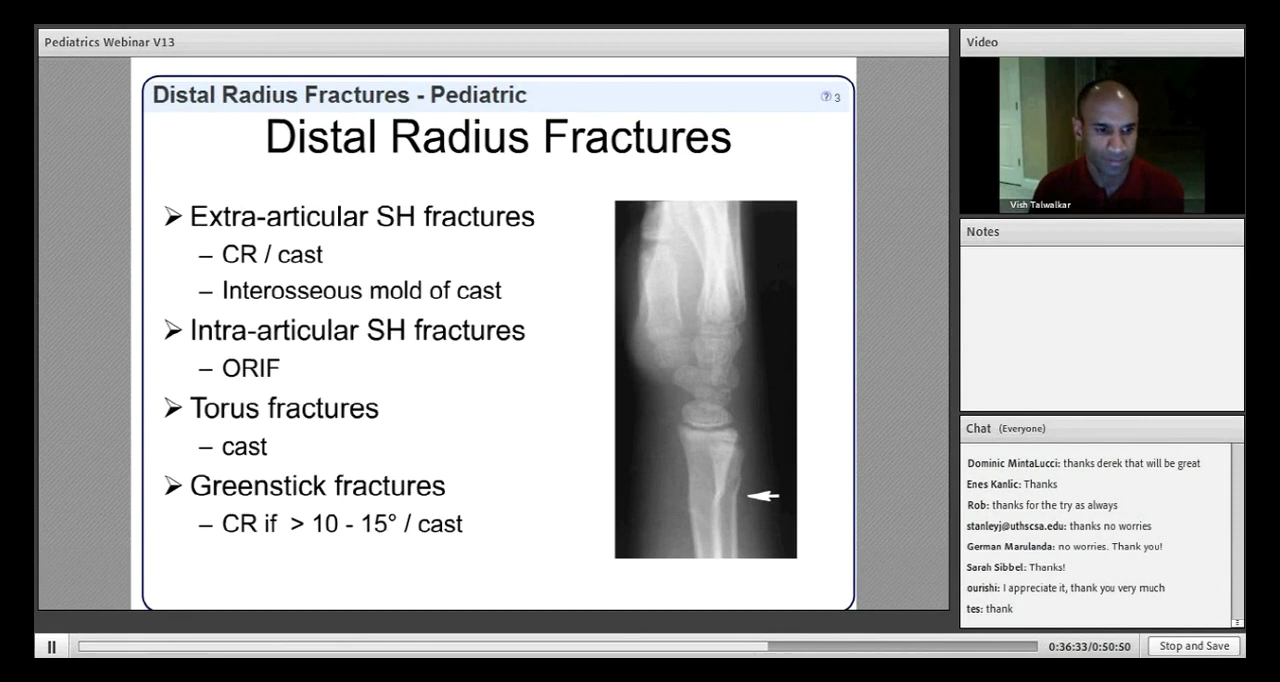 Pediatrics Webinar V13
Distal Radius Fractures - Pediatric
3
Distal Radius Fractures
➢ Extra-articular SH fractures
– CR / cast
– Interosseous mold of cast
➢ Intra-articular SH fractures
– ORIF
➢ Torus fractures
– cast
➢ Greenstick fractures
– CR if > 10 - 15° / cast
Video
Vish Talwalkar
Notes
Chat (Everyone)
Dominic MintaLucci: thanks derek that will be great
Enes Kanlic: Thanks
Rob: thanks for the try as always
stanleyj@uthscsa.edu: thanks no worries
German Marulanda: no worries. Thank you!
Sarah Sibbel: Thanks!
ourishi: I appreciate it, thank you very much
tes: thank
0:36:33/0:50:50
Stop and Save